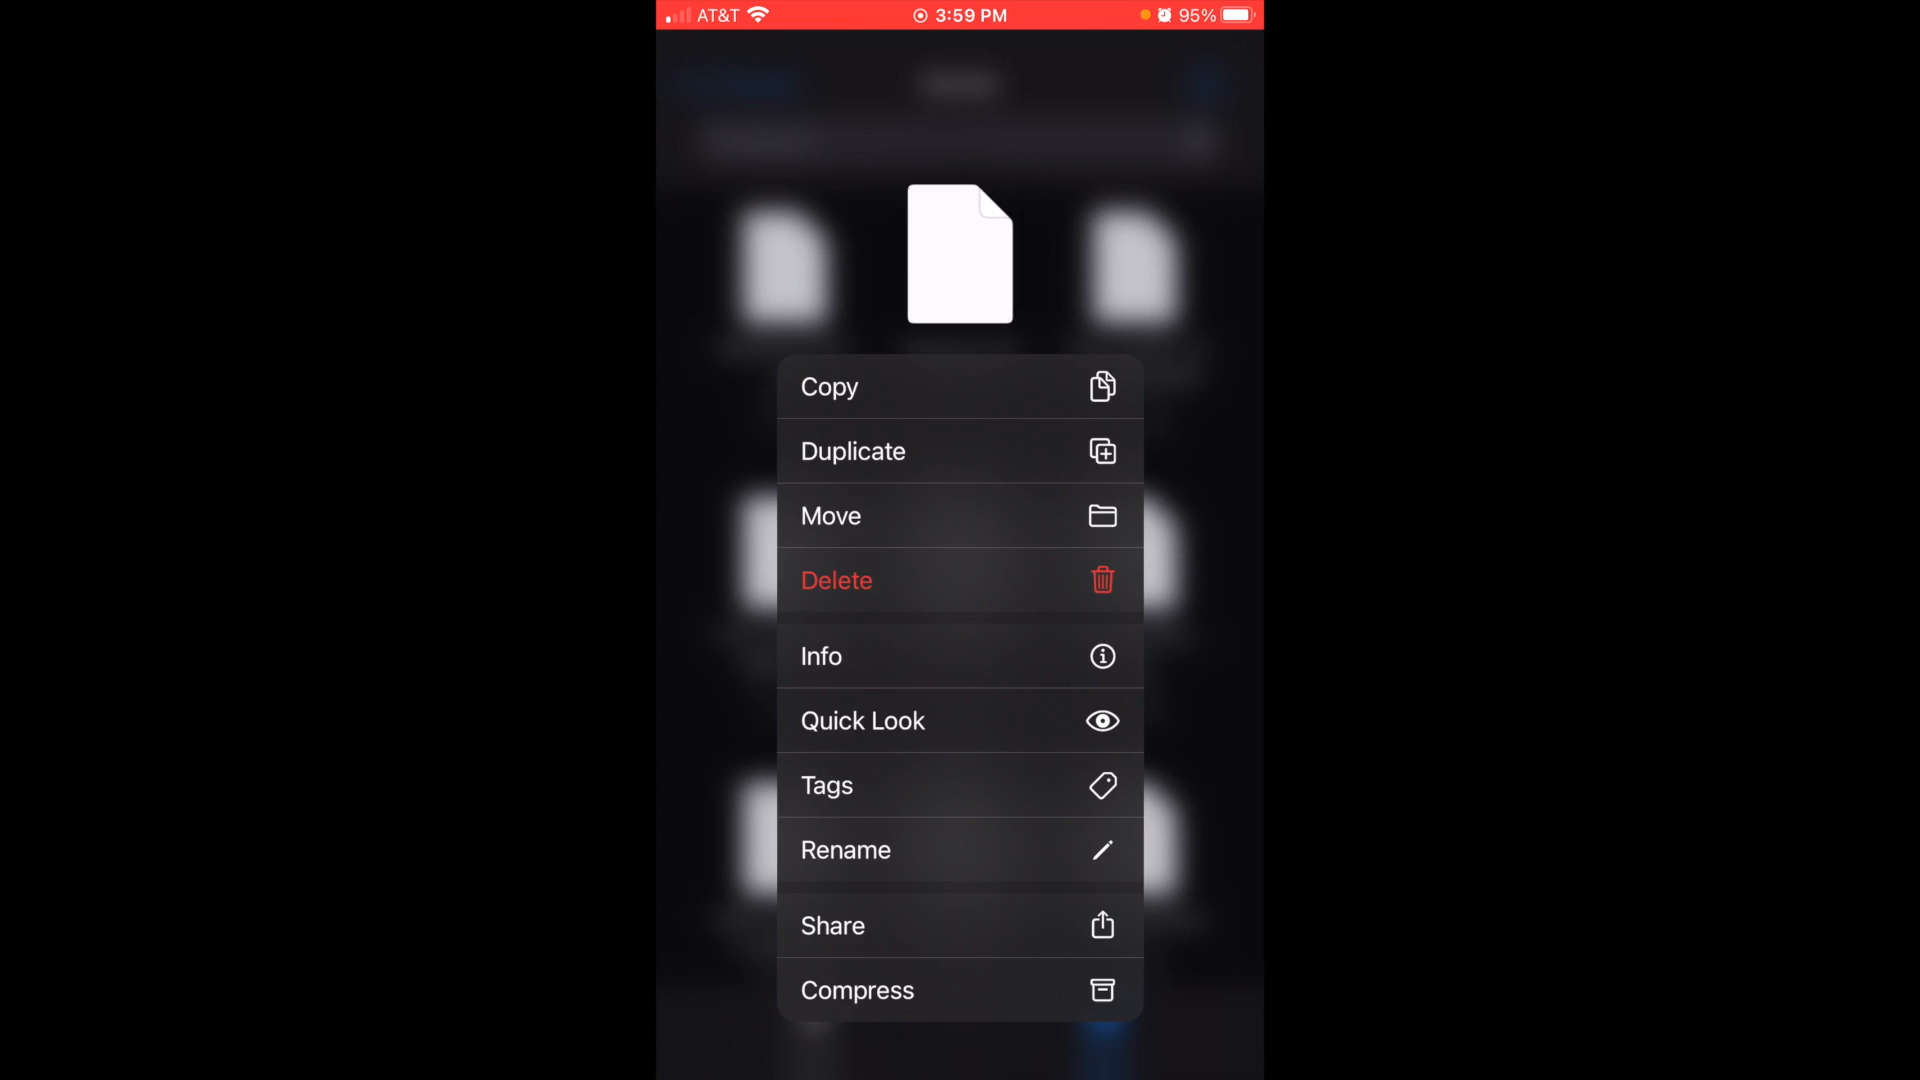 AT&T 3:59 PM 95%
Copy
Duplicate
Move
Delete
Info
Quick Look
Tags
Rename
Share
Compress